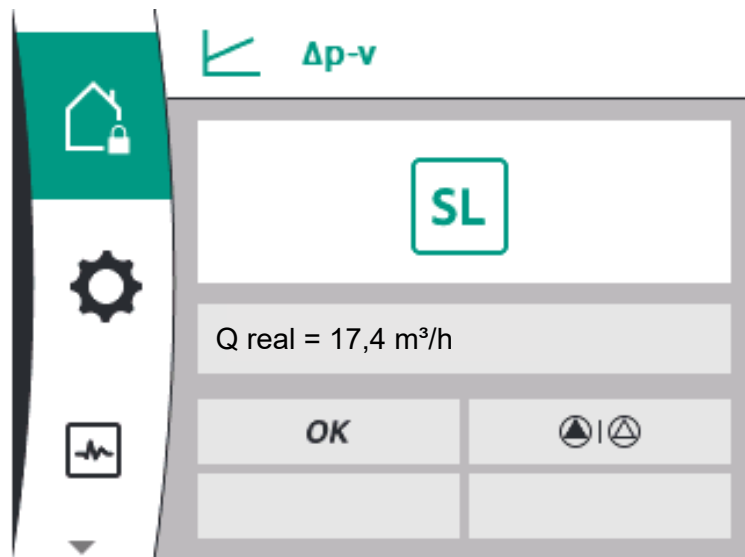 Δp-v
SL
Q real = 17,4 m³/h
OK